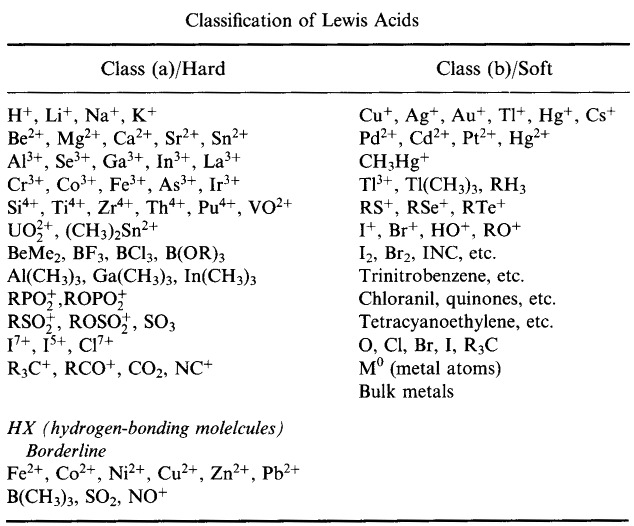 Classification of Lewis Acids
Class (a)/Hard Class (b)/Soft
H⁺, Li⁺, Na⁺, K⁺ Cu⁺, Ag⁺, Au⁺, Tl⁺, Hg⁺, Cs⁺
Be²⁺, Mg²⁺, Ca²⁺, Sr²⁺, Sn²⁺ Pd²⁺, Cd²⁺, Pt²⁺, Hg²⁺
Al³⁺, Se³⁺, Ga³⁺, In³⁺, La³⁺ CH₃Hg⁺
Cr³⁺, Co³⁺, Fe³⁺, As³⁺, Ir³⁺ Tl³⁺, Tl(CH₃)₃, RH₃
Si⁴⁺, Ti⁴⁺, Zr⁴⁺, Th⁴⁺, Pu⁴⁺, VO²⁺ RS⁺, RSe⁺, RTe⁺
UO₂²⁺, (CH₃)₂Sn²⁺ I⁺, Br⁺, HO⁺, RO⁺
BeMe₂, BF₃, BCl₃, B(OR)₃ I₂, Br₂, INC, etc.
Al(CH₃)₃, Ga(CH₃)₃, In(CH₃)₃ Trinitrobenzene, etc.
RPO₂⁺,ROPO₂⁺ Chloranil, quinones, etc.
RSO₂⁺, ROSO₂⁺, SO₃ Tetracyanoethylene, etc.
I⁷⁺, I⁵⁺, Cl⁷⁺ O, Cl, Br, I, R₃C
R₃C⁺, RCO⁺, CO₂, NC⁺ M⁰ (metal atoms)
Bulk metals
HX (hydrogen-bonding molelcules)
Borderline
Fe²⁺, Co²⁺, Ni²⁺, Cu²⁺, Zn²⁺, Pb²⁺
B(CH₃)₃, SO₂, NO⁺